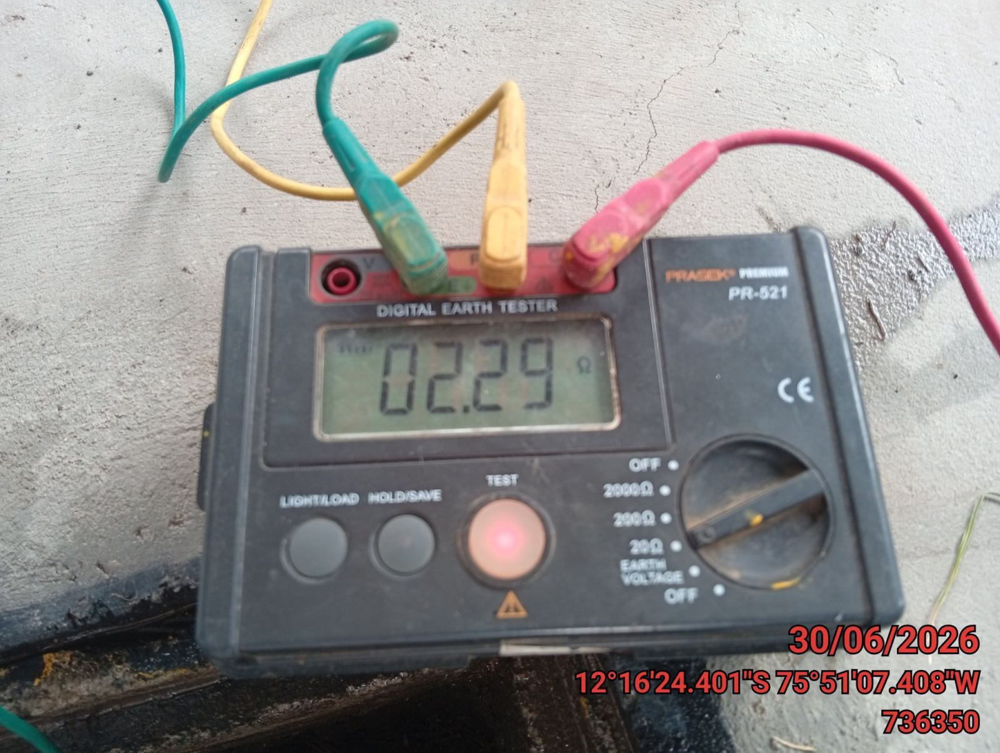 V
E
DIGITAL EARTH TESTER
PRASEK® PREMIUM
PR-521
02.29 Ω
CE
TEST
LIGHT/LOAD HOLD/SAVE
OFF
2000Ω
200Ω
20Ω
EARTH
VOLTAGE
OFF
30/06/2026
12°16'24.401"S 75°51'07.408"W
736350